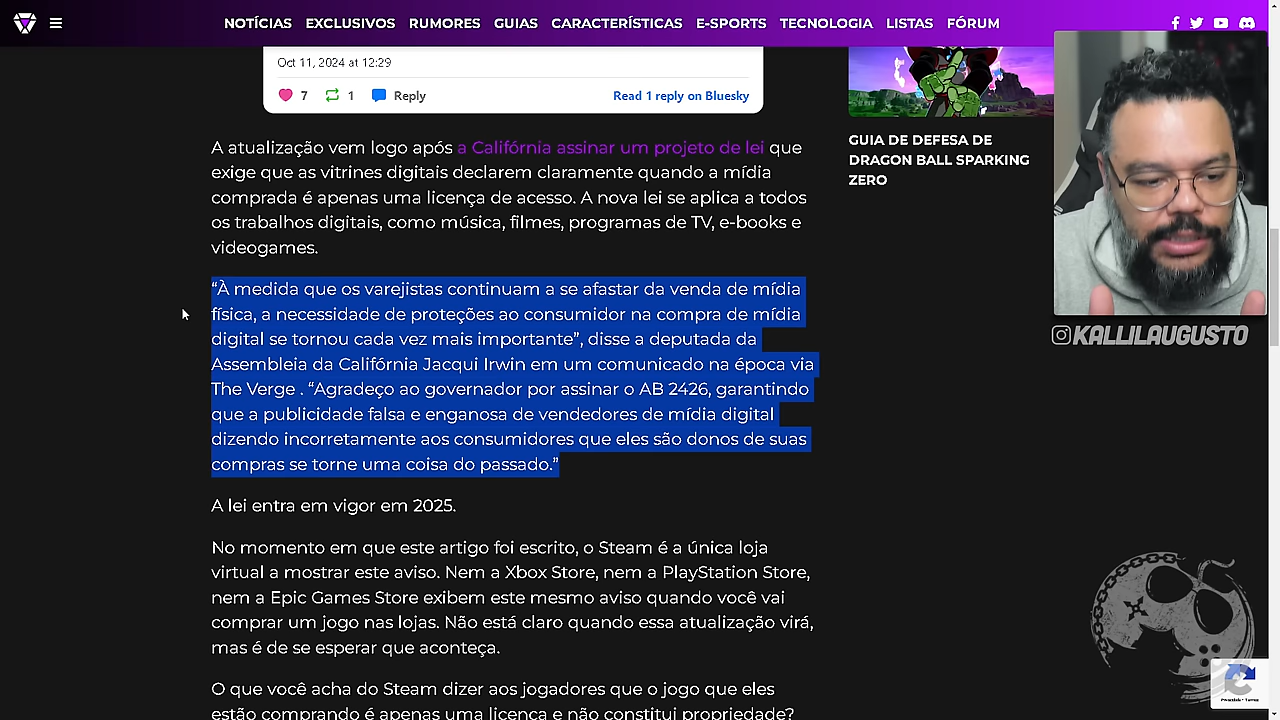 NOTÍCIAS EXCLUSIVOS RUMORES GUIAS CARACTERÍSTICAS E-SPORTS TECNOLOGIA LISTAS FÓRUM
Oct 11, 2024 at 12:29
7 1 Reply Read 1 reply on Bluesky
A atualização vem logo após a Califórnia assinar um projeto de lei que
exige que as vitrines digitais declarem claramente quando a mídia
comprada é apenas uma licença de acesso. A nova lei se aplica a todos
os trabalhos digitais, como música, filmes, programas de TV, e-books e
videogames.
“À medida que os varejistas continuam a se afastar da venda de mídia
física, a necessidade de proteções ao consumidor na compra de mídia
digital se tornou cada vez mais importante”, disse a deputada da
Assembleia da Califórnia Jacqui Irwin em um comunicado na época via
The Verge . “Agradeço ao governador por assinar o AB 2426, garantindo
que a publicidade falsa e enganosa de vendedores de mídia digital
dizendo incorretamente aos consumidores que eles são donos de suas
compras se torne uma coisa do passado.”
A lei entra em vigor em 2025.
No momento em que este artigo foi escrito, o Steam é a única loja
virtual a mostrar este aviso. Nem a Xbox Store, nem a PlayStation Store,
nem a Epic Games Store exibem este mesmo aviso quando você vai
comprar um jogo nas lojas. Não está claro quando essa atualização virá,
mas é de se esperar que aconteça.
O que você acha do Steam dizer aos jogadores que o jogo que eles
estão comprando é apenas uma licença e não constitui propriedade?
GUIA DE DEFESA DE
DRAGON BALL SPARKING
ZERO
KALLILAUGUSTO